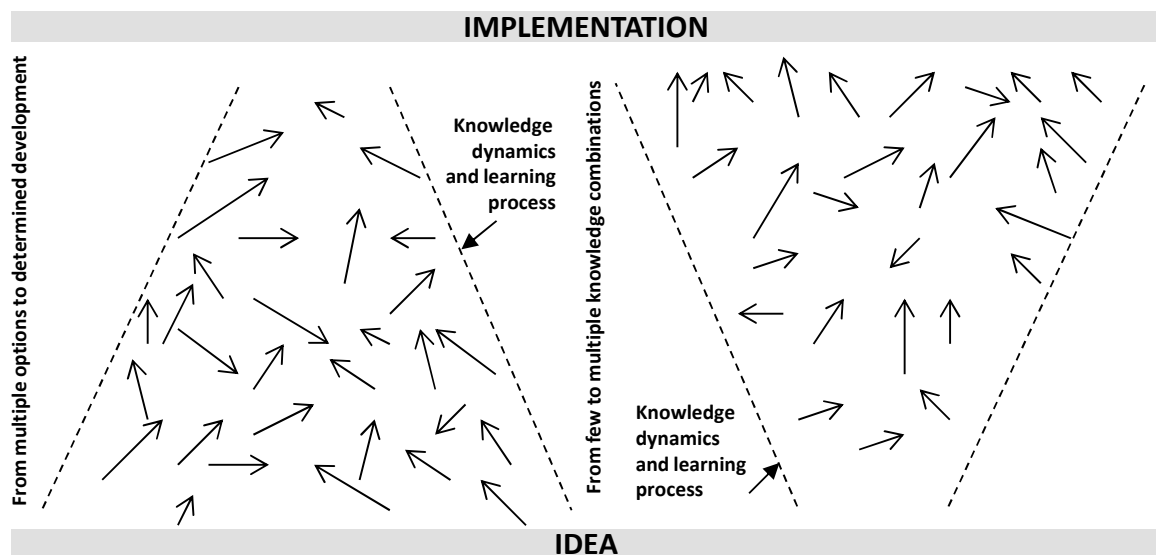 IMPLEMENTATION
From multiple options to determined development
Knowledge
dynamics
and learning
process
From few to multiple knowledge combinations
Knowledge
dynamics
and learning
process
IDEA